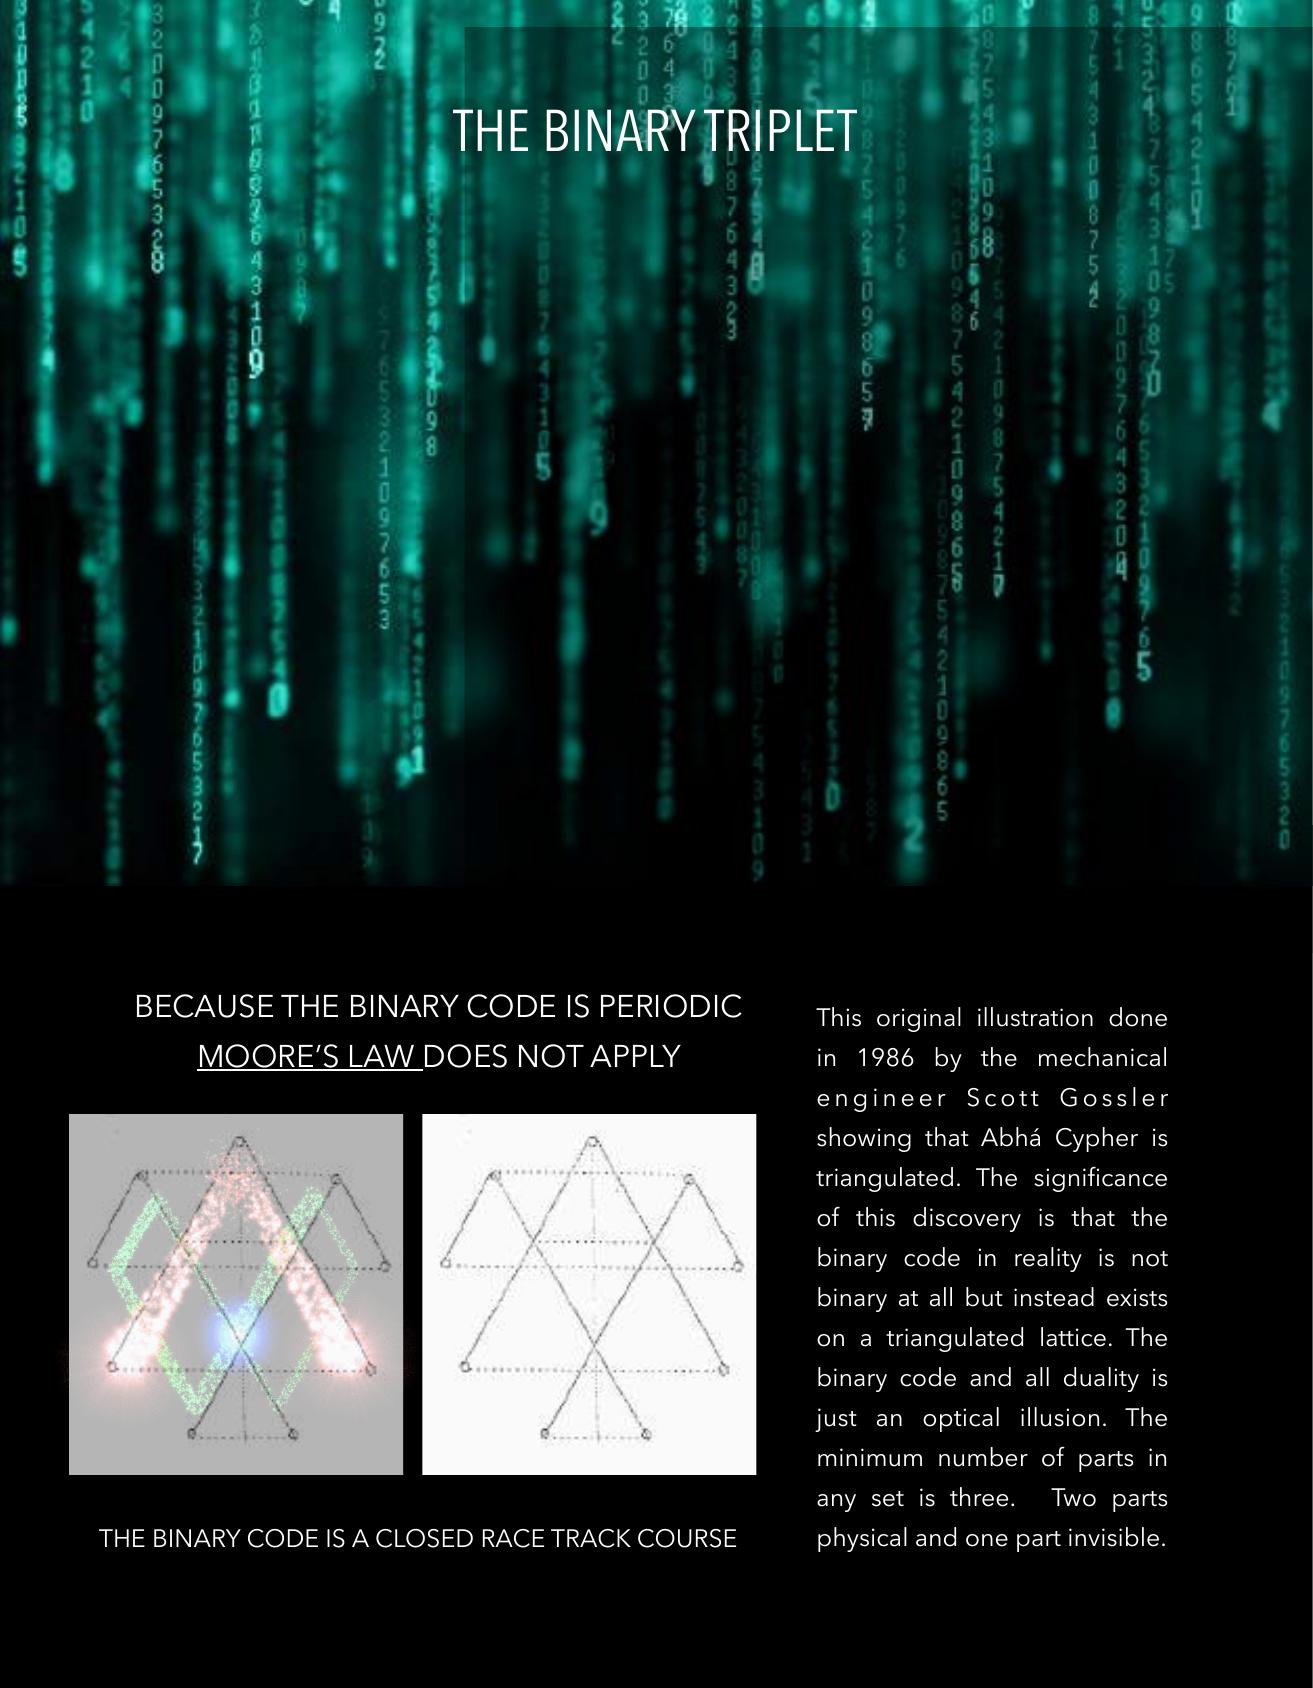 THE BINARY TRIPLET
BECAUSE THE BINARY CODE IS PERIODIC
MOORE'S LAW DOES NOT APPLY
THE BINARY CODE IS A CLOSED RACE TRACK COURSE
This original illustration done
in 1986 by the mechanical
engineer Scott Gossler
showing that Abhá Cypher is
triangulated. The significance
of this discovery is that the
binary code in reality is not
binary at all but instead exists
on a triangulated lattice. The
binary code and all duality is
just an optical illusion. The
minimum number of parts in
any set is three. Two parts
physical and one part invisible.